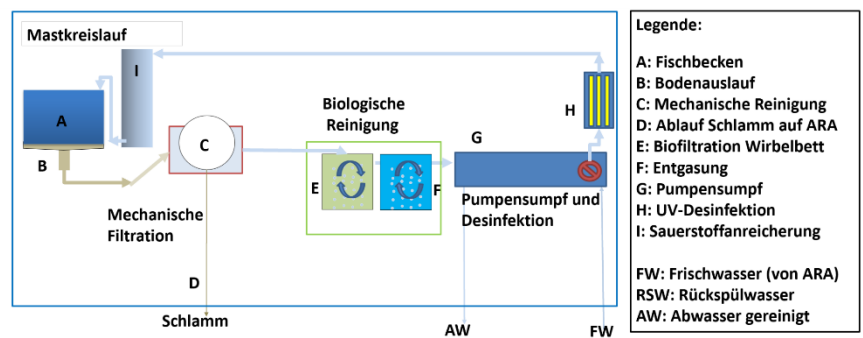 Mastkreislauf
I
A
B
C
Mechanische
Filtration
D
Schlamm
Biologische
Reinigung
E
F
G
H
Pumpensumpf und
Desinfektion
AW
FW
Legende:
A: Fischbecken
B: Bodenauslauf
C: Mechanische Reinigung
D: Ablauf Schlamm auf ARA
E: Biofiltration Wirbelbett
F: Entgasung
G: Pumpensumpf
H: UV-Desinfektion
I: Sauerstoffanreicherung
FW: Frischwasser (von ARA)
RSW: Rückspülwasser
AW: Abwasser gereinigt